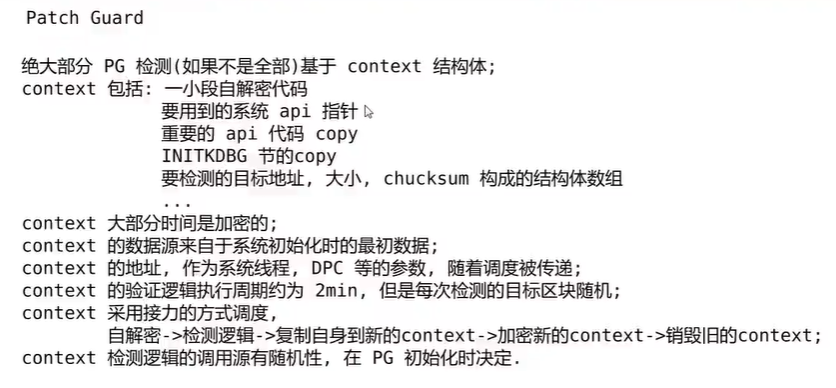 Patch Guard
绝大部分 PG 检测(如果不是全部)基于 context 结构体;
context 包括: 一小段自解密代码
要用到的系统 api 指针
重要的 api 代码 copy
INITKDBG 节的copy
要检测的目标地址, 大小, chucksum 构成的结构体数组
...
context 大部分时间是加密的;
context 的数据源来自于系统初始化时的最初数据;
context 的地址, 作为系统线程, DPC 等的参数, 随着调度被传递;
context 的验证逻辑执行周期约为 2min, 但是每次检测的目标区块随机;
context 采用接力的方式调度,
自解密->检测逻辑->复制自身到新的context->加密新的context->销毁旧的context;
context 检测逻辑的调用源有随机性, 在 PG 初始化时决定.